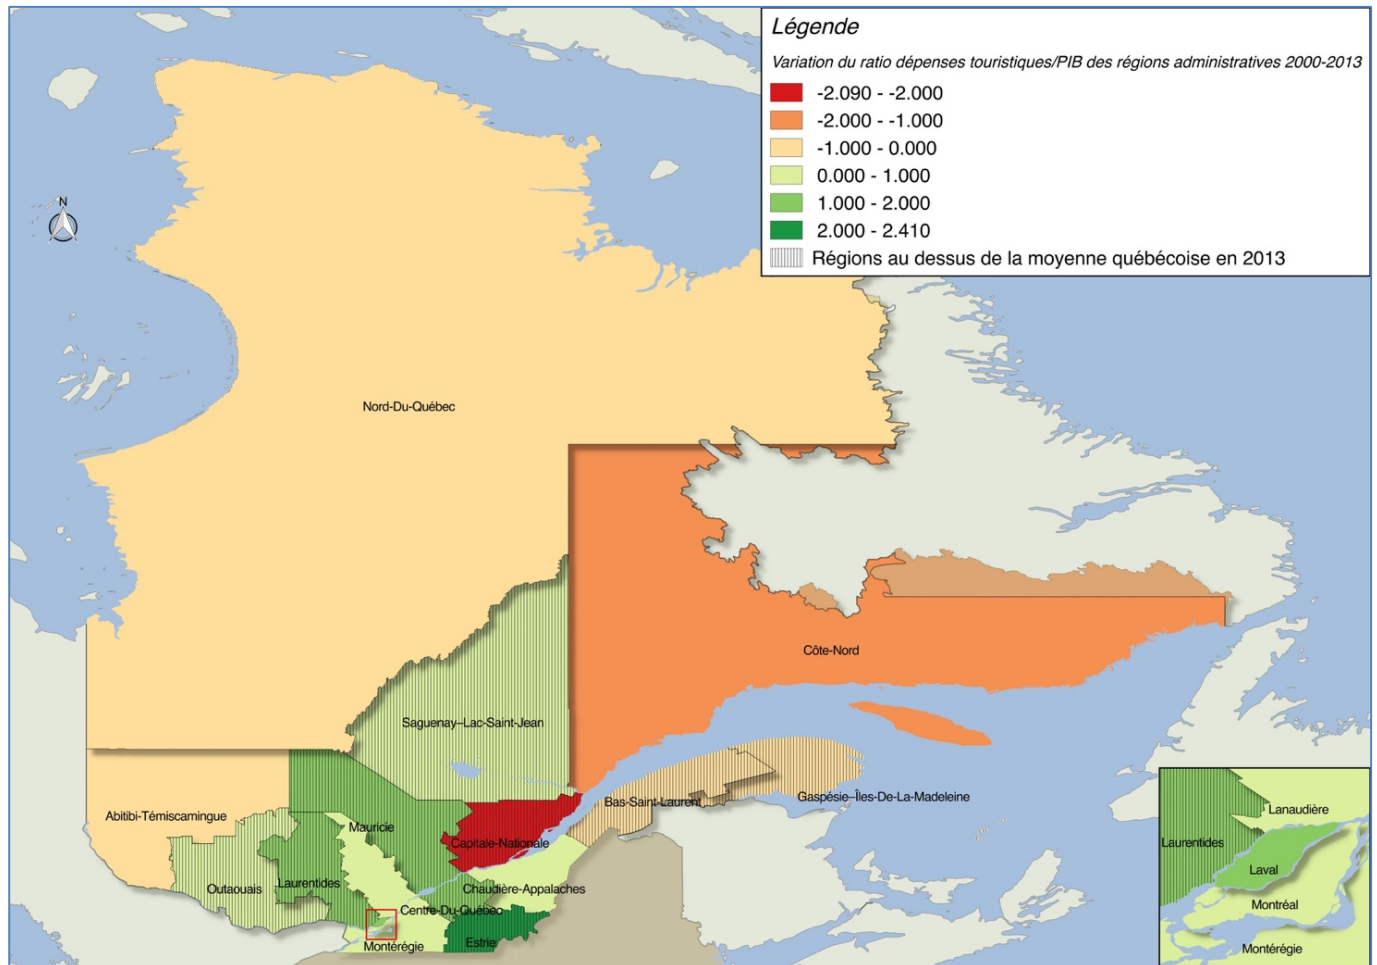 Légende
Variation du ratio dépenses touristiques/PIB des régions administratives 2000-2013
-2.090 - -2.000
-2.000 - -1.000
-1.000 - 0.000
0.000 - 1.000
1.000 - 2.000
2.000 - 2.410
Régions au dessus de la moyenne québécoise en 2013
N
Nord-Du-Québec
Côte-Nord
Saguenay–Lac-Saint-Jean
Abitibi-Témiscamingue
Mauricie
Bas-Saint-Laurent
Gaspésie–Îles-De-La-Madeleine
Capitale-Nationale
Outaouais
Laurentides
Chaudière-Appalaches
Centre-Du-Québec
Montérégie
Estrie
Lanaudière
Laurentides
Laval
Montréal
Montérégie